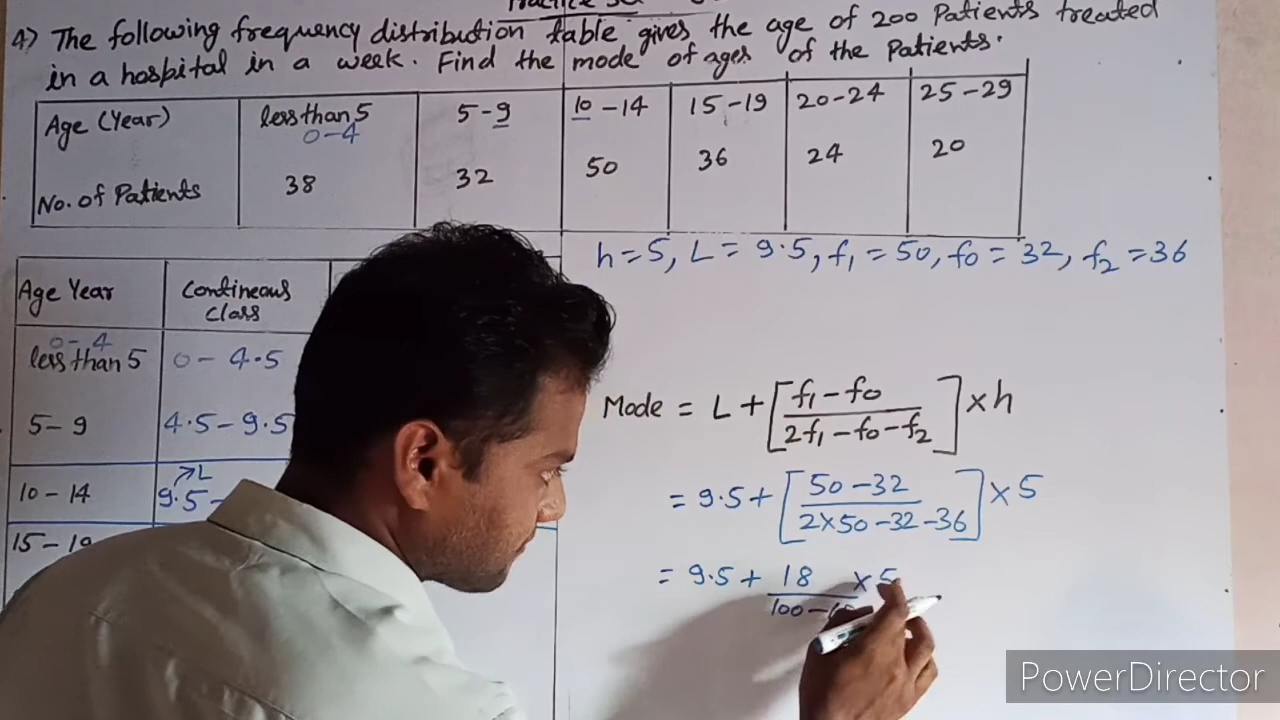 Practice Set
4) The following frequency distribution table gives the age of 200 Patients treated
in a hospital in a week. Find the mode of ages of the Patients.
Age (Year) less than 5 5-9 10-14 15-19 20-24 25-29
0-4
No. of Patients 38 32 50 36 24 20
h=5, L= 9.5, f1 = 50, f0 = 32, f2 = 36
Age Year Contineous
Class
0-4
less than 5 0- 4.5
5-9 4.5-9.5
L
10-14 9.5-
15-19
Mode = L + [f1-f0 / 2f1-f0-f2] × h
= 9.5 + [50-32 / 2×50-32-36] × 5
= 9.5 + 18 / 100- × 5
PowerDirector